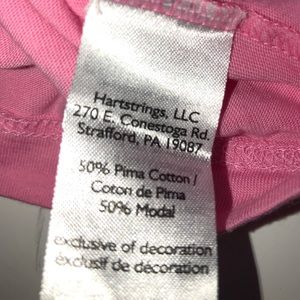 Hartstrings, LLC
270 E. Conestoga Rd.
Strafford, PA 19087
50% Pima Cotton /
Coton de Pima
50% Modal
exclusive of decoration
exclusif de décoration